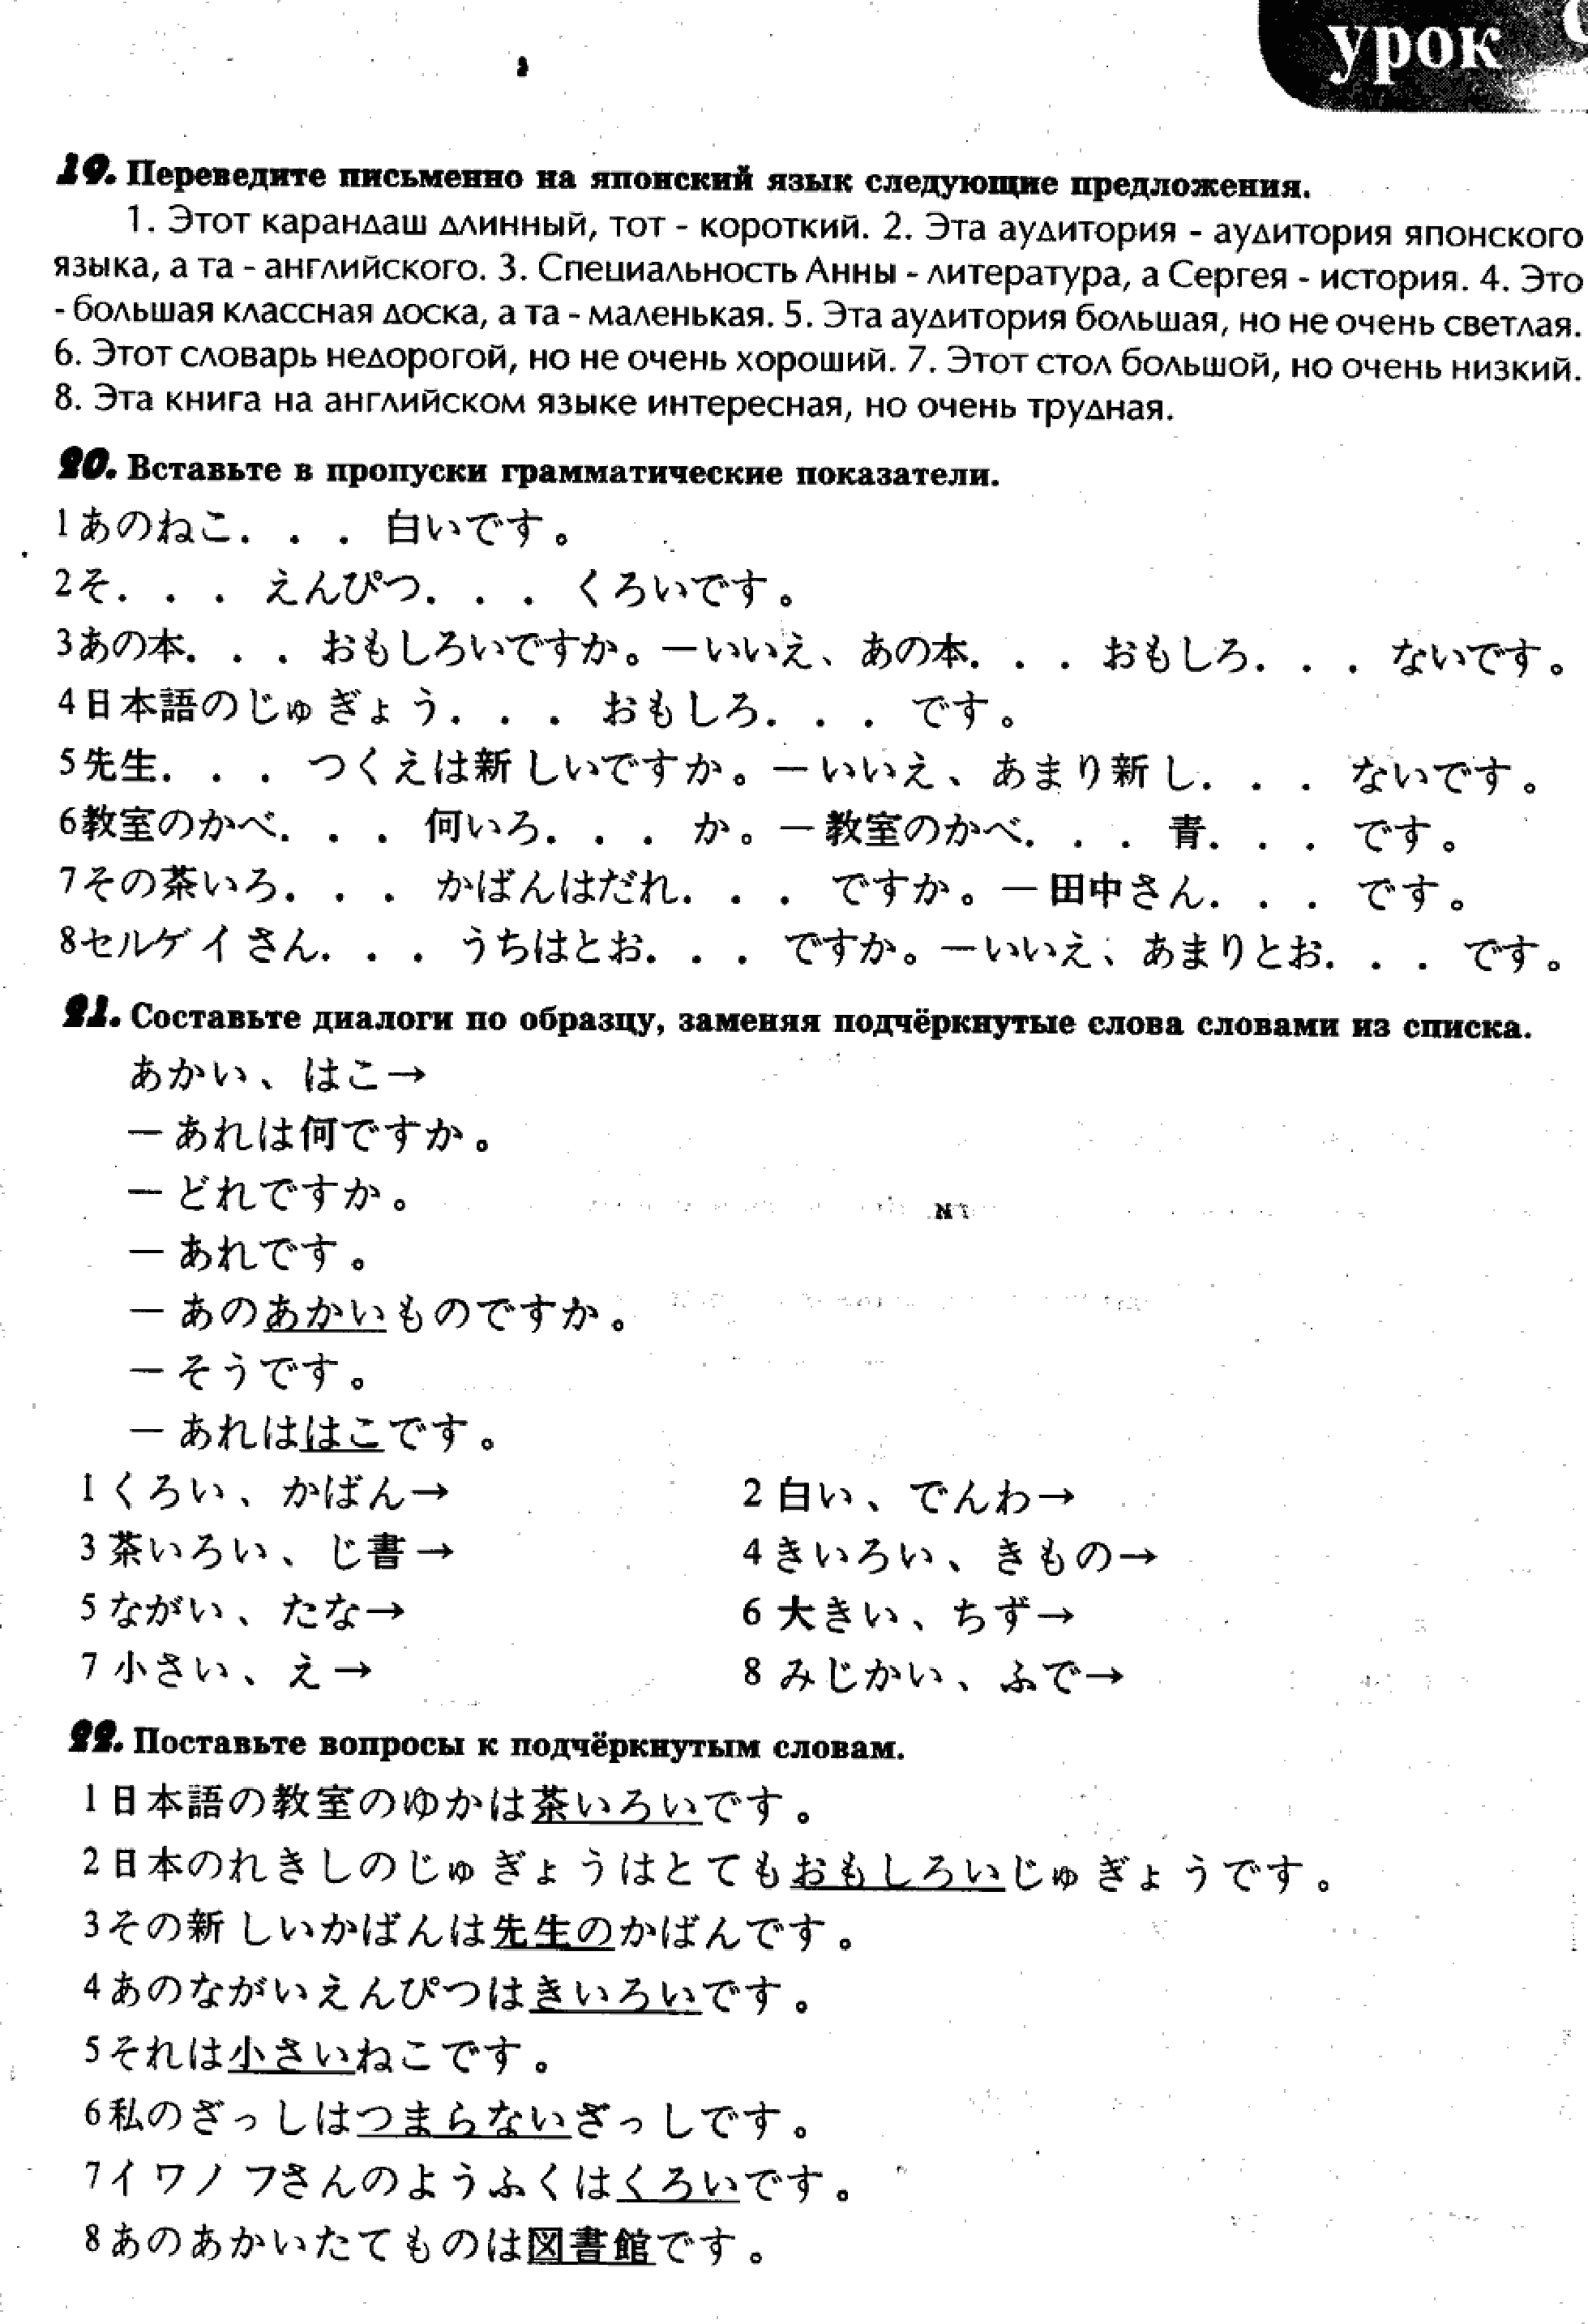 урок
19. Переведите письменно на японский язык следующие предложения.
1. Этот карандаш длинный, тот - короткий. 2. Эта аудитория - аудитория японского
языка, а та - английского. 3. Специальность Анны - литература, а Сергея - история. 4. Это
- большая классная доска, а та - маленькая. 5. Эта аудитория большая, но не очень светлая.
6. Этот словарь недорогой, но не очень хороший. 7. Этот стол большой, но очень низкий.
8. Эта книга на английском языке интересная, но очень трудная.
20. Вставьте в пропуски грамматические показатели.
1あのねこ. . . 白いです。
2そ. . . えんぴつ. . . くろいです。
3あの本. . . おもしろいですか。—いいえ、あの本. . . おもしろ. . . ないです。
4日本語のじゅぎょう. . . おもしろ. . . です。
5先生. . . つくえは新しいですか。—いいえ、あまり新し. . . ないです。
6教室のかべ. . . 何いろ. . . か。—教室のかべ. . . 青. . . です。
7その茶いろ. . . かばんはだれ. . . ですか。—田中さん. . . です。
8セルゲイさん. . . うちはとお. . . ですか。—いいえ、あまりとお. . . です。
21. Составьте диалоги по образцу, заменяя подчёркнутые слова словами из списка.
あかい、はこ→
—あれは何ですか。
—どれですか。
—あれです。
—あのあかいものですか。
—そうです。
—あれははこです。
1くろい、かばん→ 2 白い、でんわ→
3 茶いろい、じ書→ 4 きいろい、きもの→
5 ながい、たな→ 6 大きい、ちず→
7 小さい、え→ 8 みじかい、ふで→
22. Поставьте вопросы к подчёркнутым словам.
1日本語の教室のゆかは茶いろいです。
2日本のれきしのじゅぎょうはとてもおもしろいじゅぎょうです。
3その新しいかばんは先生のかばんです。
4あのながいえんぴつはきいろいです。
5それは小さいねこです。
6私のざっしはつまらないざっしです。
7イワノフさんのようふくはくろいです。
8あのあかいたてものは図書館です。